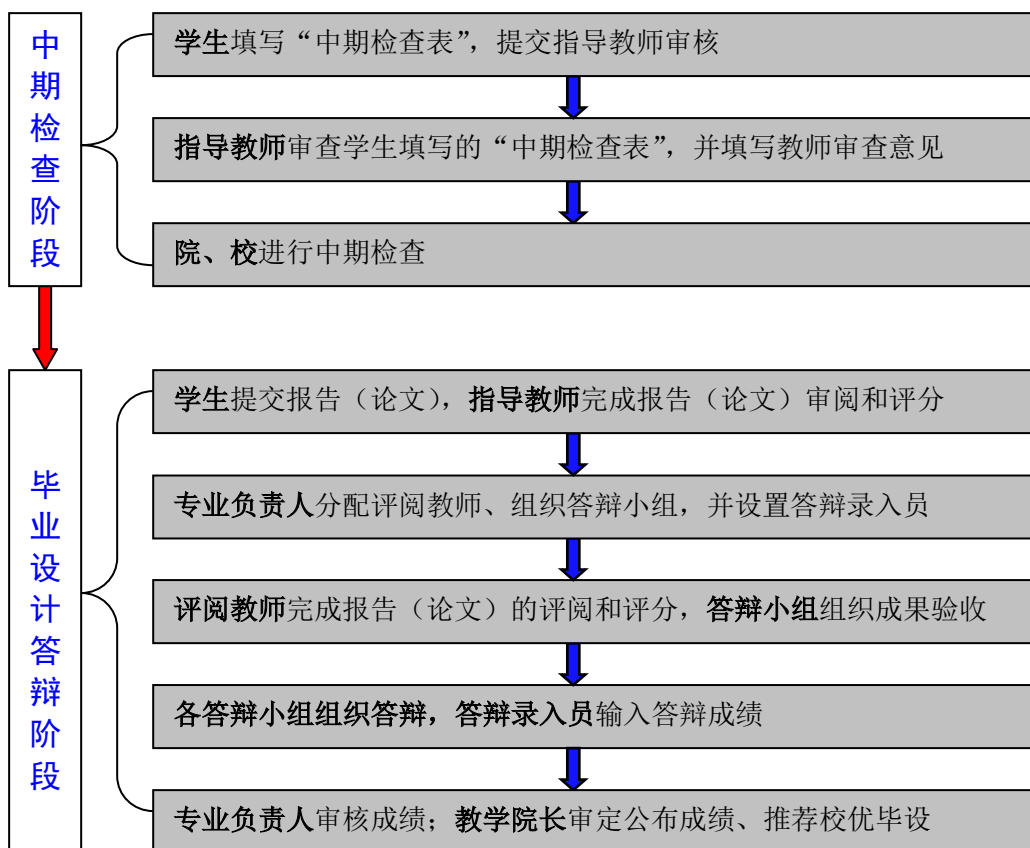 中期检查阶段
学生填写“中期检查表”，提交指导教师审核
指导教师审查学生填写的“中期检查表”，并填写教师审查意见
院、校进行中期检查
毕业设计答辩阶段
学生提交报告（论文），指导教师完成报告（论文）审阅和评分
专业负责人分配评阅教师、组织答辩小组，并设置答辩录入员
评阅教师完成报告（论文）的评阅和评分，答辩小组组织成果验收
各答辩小组组织答辩，答辩录入员输入答辩成绩
专业负责人审核成绩；教学院长审定公布成绩、推荐校优毕设